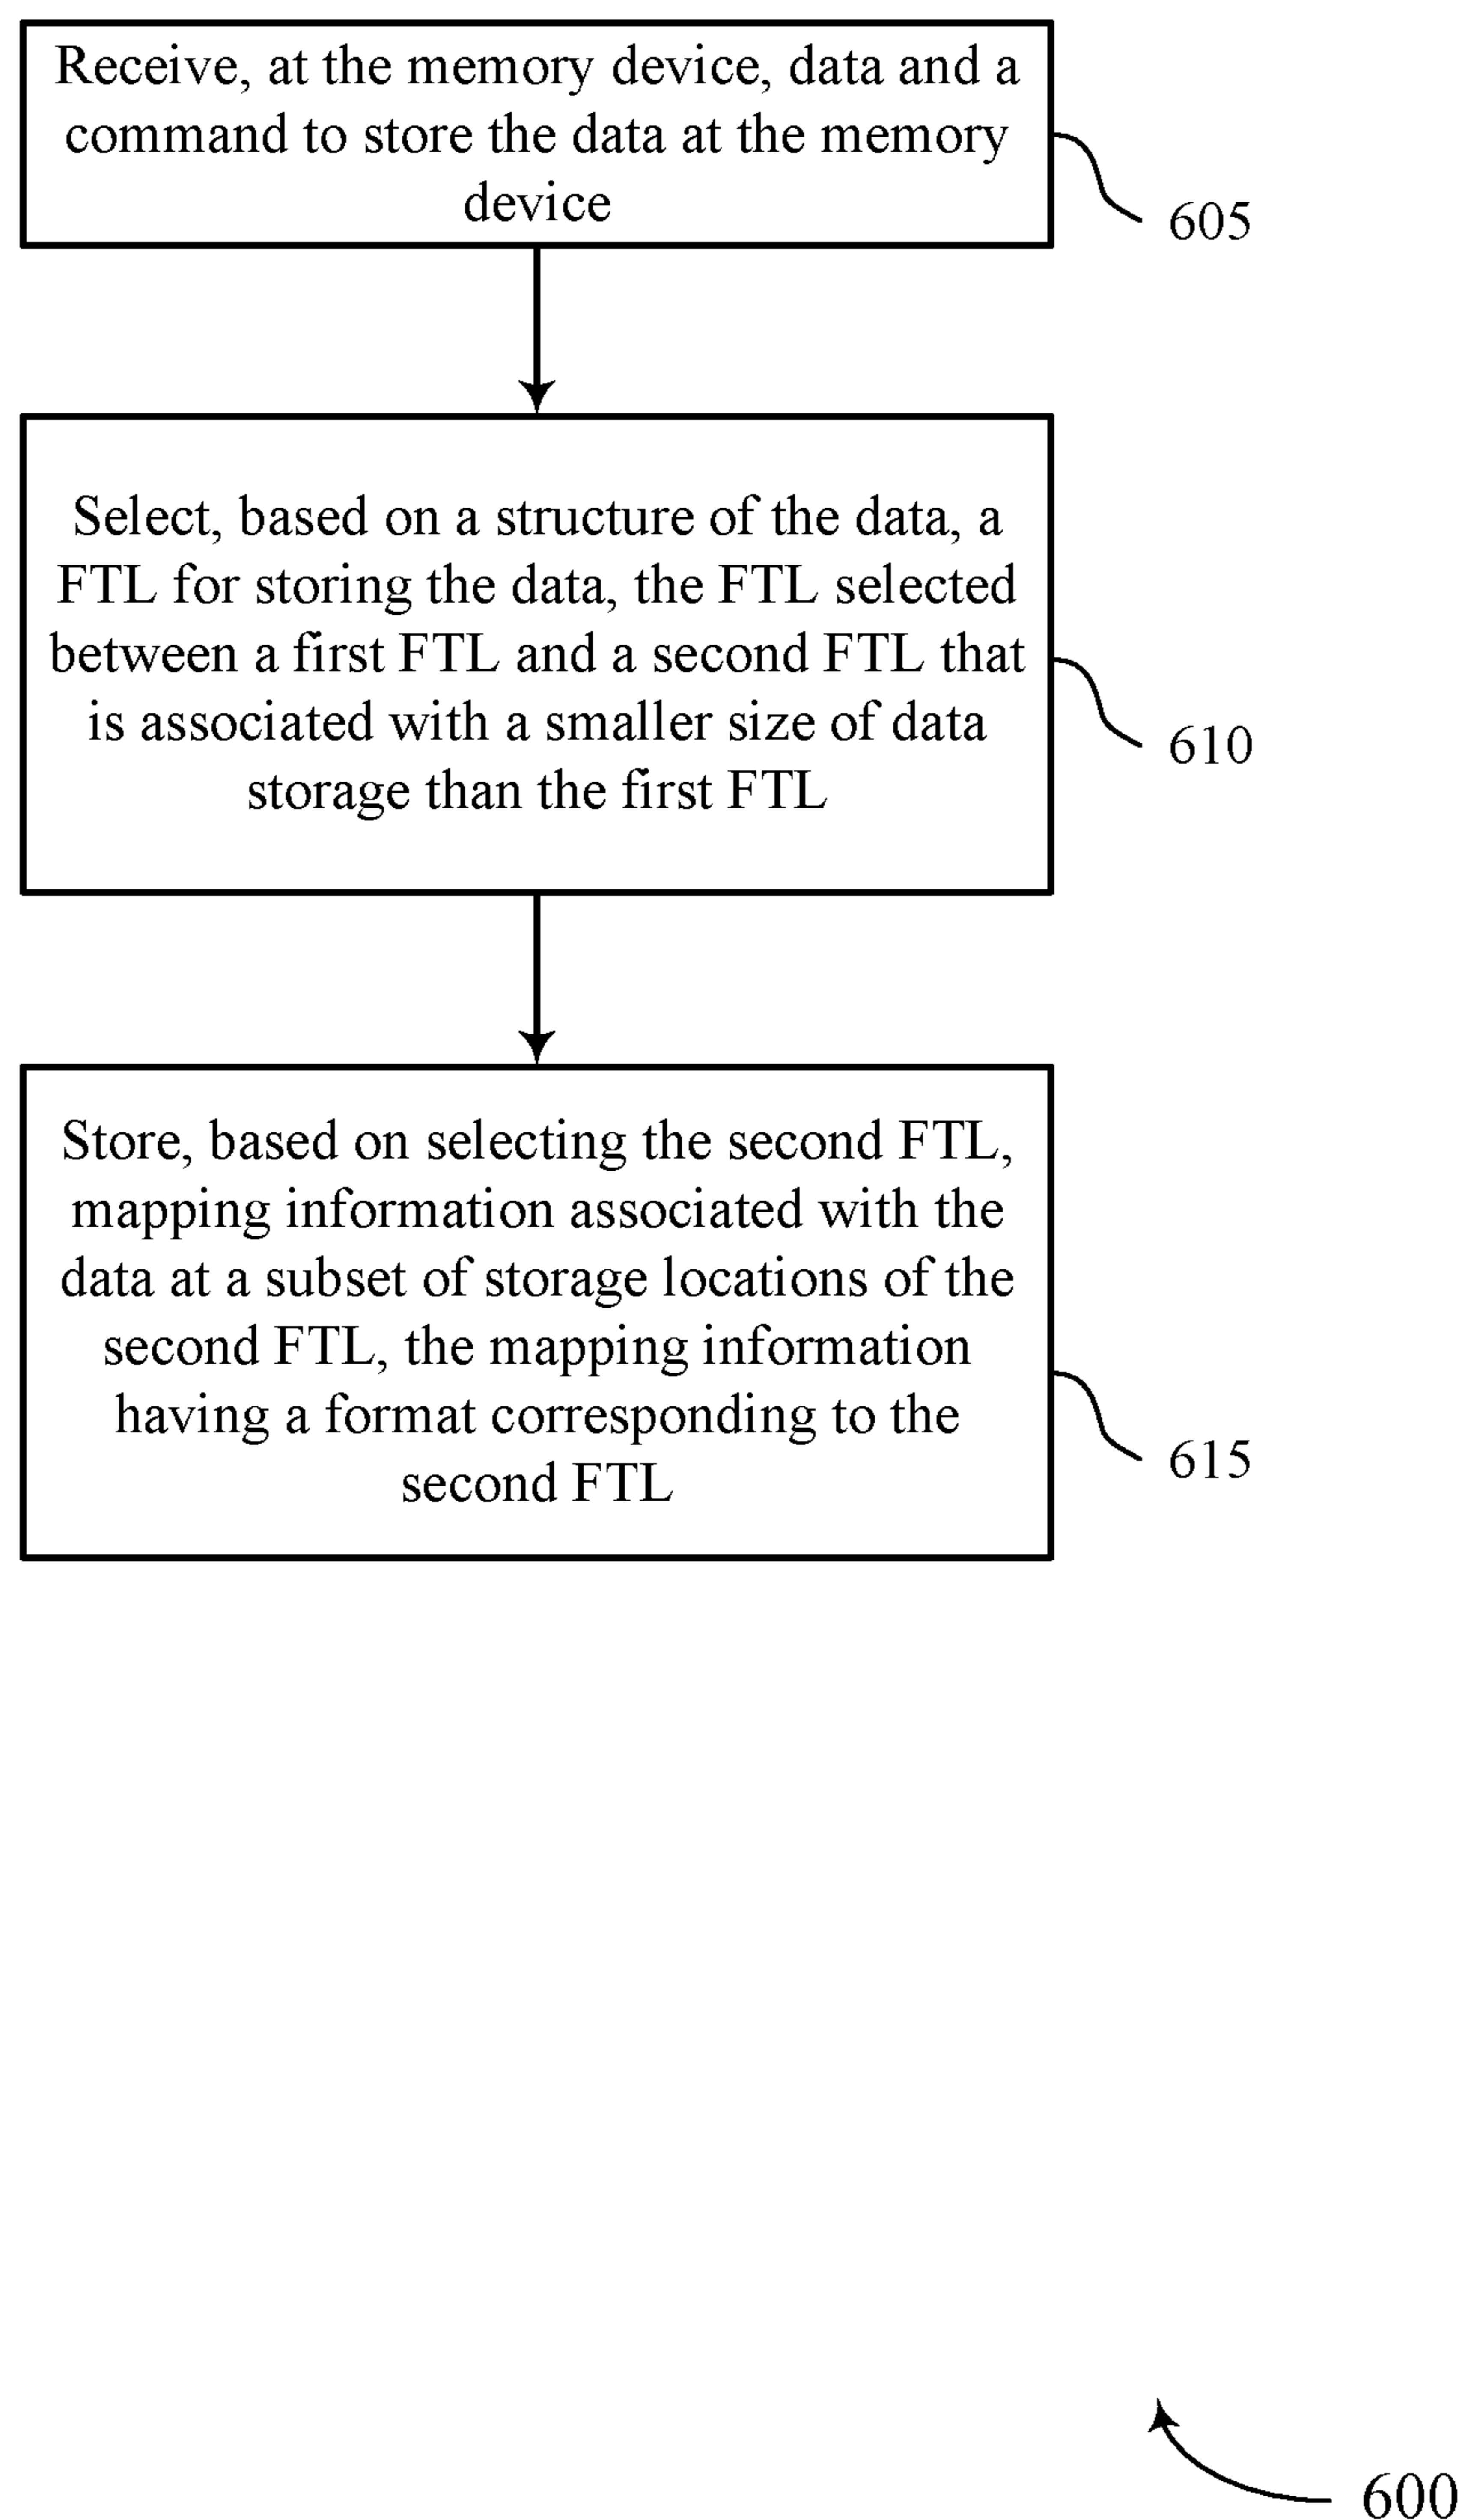 Receive, at the memory device, data and a
command to store the data at the memory
device
605
Select, based on a structure of the data, a
FTL for storing the data, the FTL selected
between a first FTL and a second FTL that
is associated with a smaller size of data
storage than the first FTL
610
Store, based on selecting the second FTL,
mapping information associated with the
data at a subset of storage locations of the
second FTL, the mapping information
having a format corresponding to the
second FTL
615
600